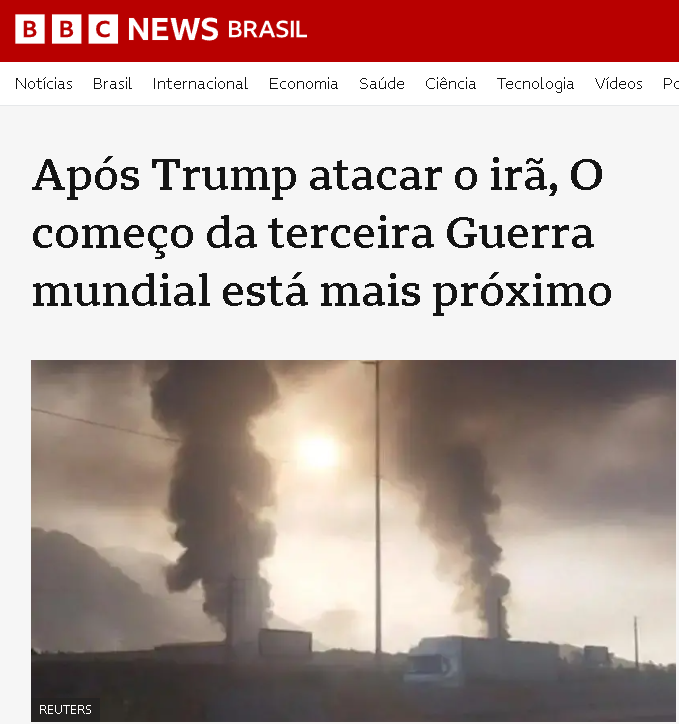 BBC NEWS BRASIL
Notícias Brasil Internacional Economia Saúde Ciência Tecnologia Vídeos Po
Após Trump atacar o irã, O
começo da terceira Guerra
mundial está mais próximo
REUTERS